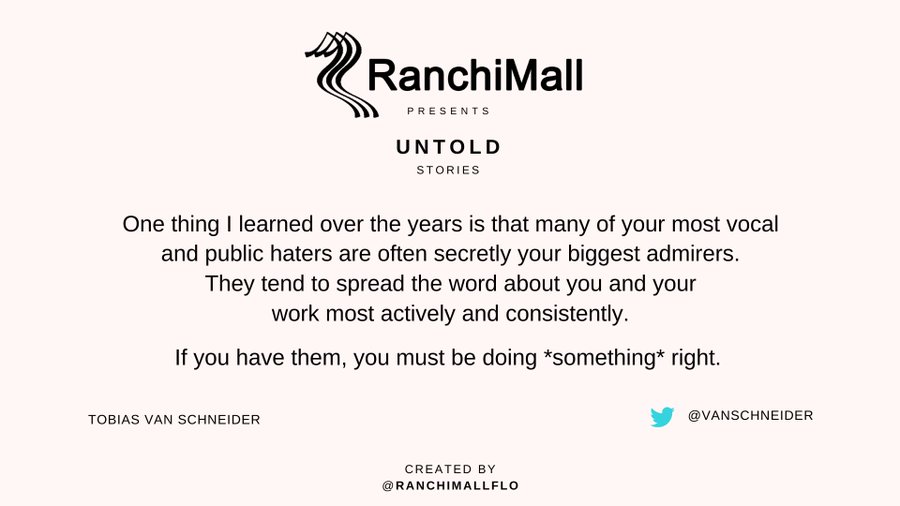 RanchiMall
PRESENTS
UNTOLD
STORIES
One thing I learned over the years is that many of your most vocal
and public haters are often secretly your biggest admirers.
They tend to spread the word about you and your
work most actively and consistently.
If you have them, you must be doing *something* right.
TOBIAS VAN SCHNEIDER
@VANSCHNEIDER
CREATED BY
@RANCHIMALLFLO